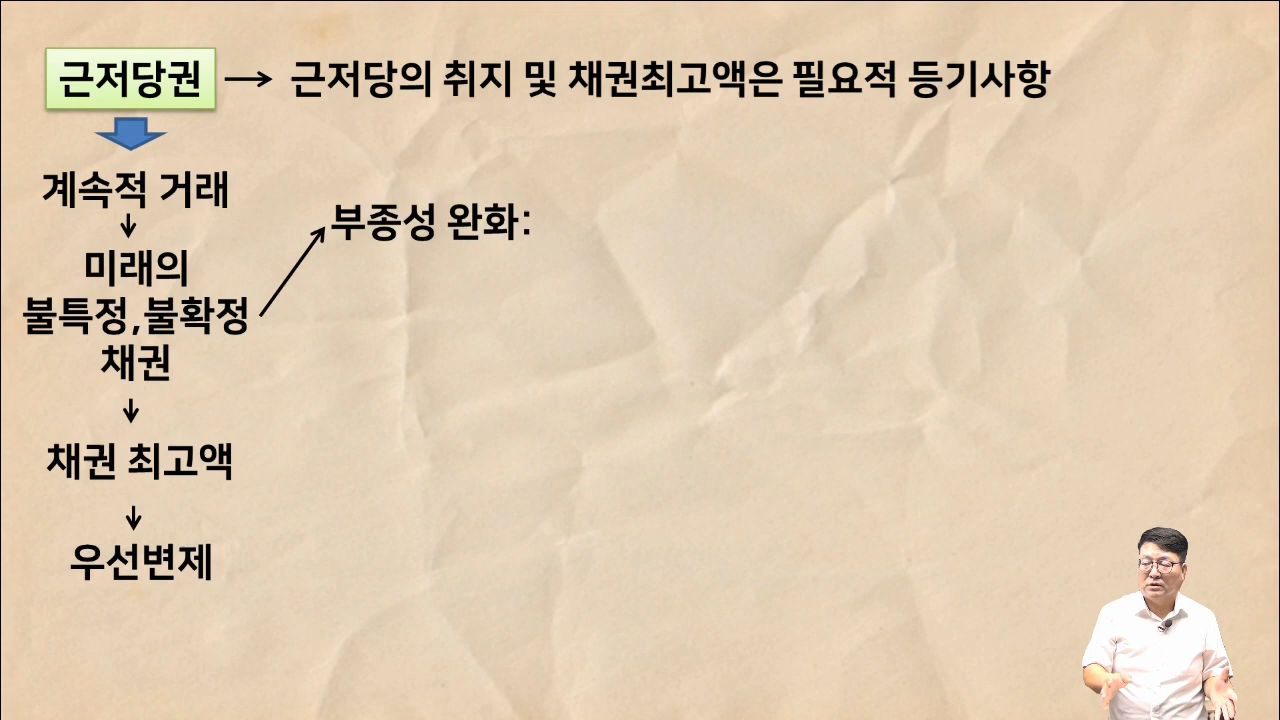 근저당권 → 근저당의 취지 및 채권최고액은 필요적 등기사항
계속적 거래
부종성 완화:
미래의
불특정,불확정
채권
채권 최고액
우선변제